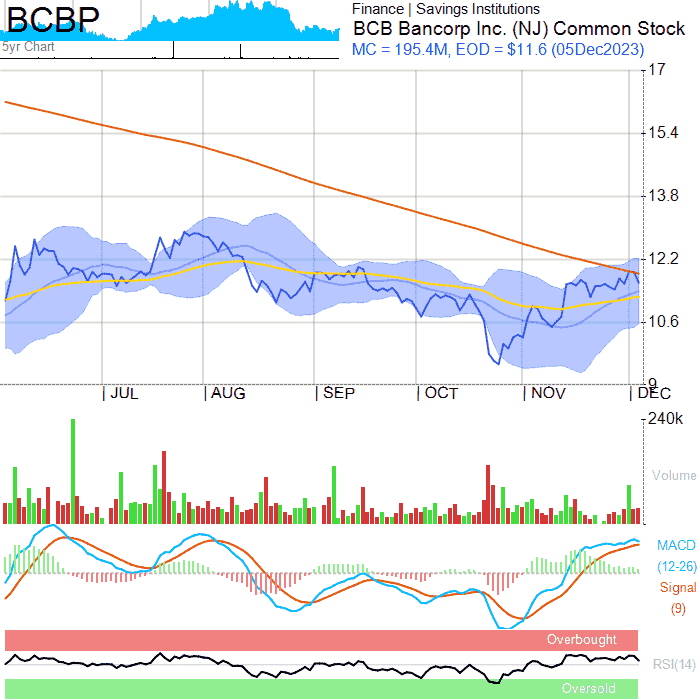 BCBP
5yr Chart
Finance | Savings Institutions
BCB Bancorp Inc. (NJ) Common Stock
MC = 195.4M, EOD = $11.6 (05Dec2023)
17
15.4
13.8
12.2
10.6
9
JUL AUG SEP OCT NOV DEC
240k
Volume
MACD
(12-26)
Signal
(9)
Overbought
RSI(14)
Oversold